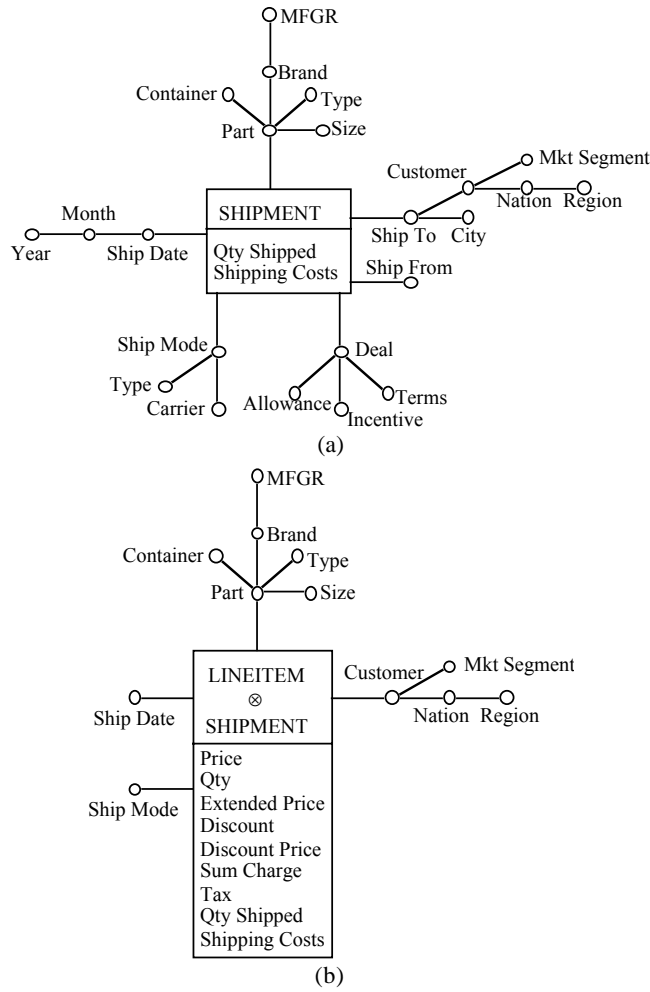 MFGR
Brand
Container
Type
Part
Size
Mkt Segment
Customer
SHIPMENT
Nation Region
Month
Ship To
City
Year
Ship Date
Qty Shipped
Shipping Costs
Ship From
Ship Mode
Deal
Type
Carrier
Allowance
Terms
Incentive
(a)
MFGR
Brand
Container
Type
Part
Size
Customer
Mkt Segment
LINEITEM
⊗
SHIPMENT
Ship Date
Nation Region
Price
Qty
Ship Mode
Extended Price
Discount
Discount Price
Sum Charge
Tax
Qty Shipped
Shipping Costs
(b)